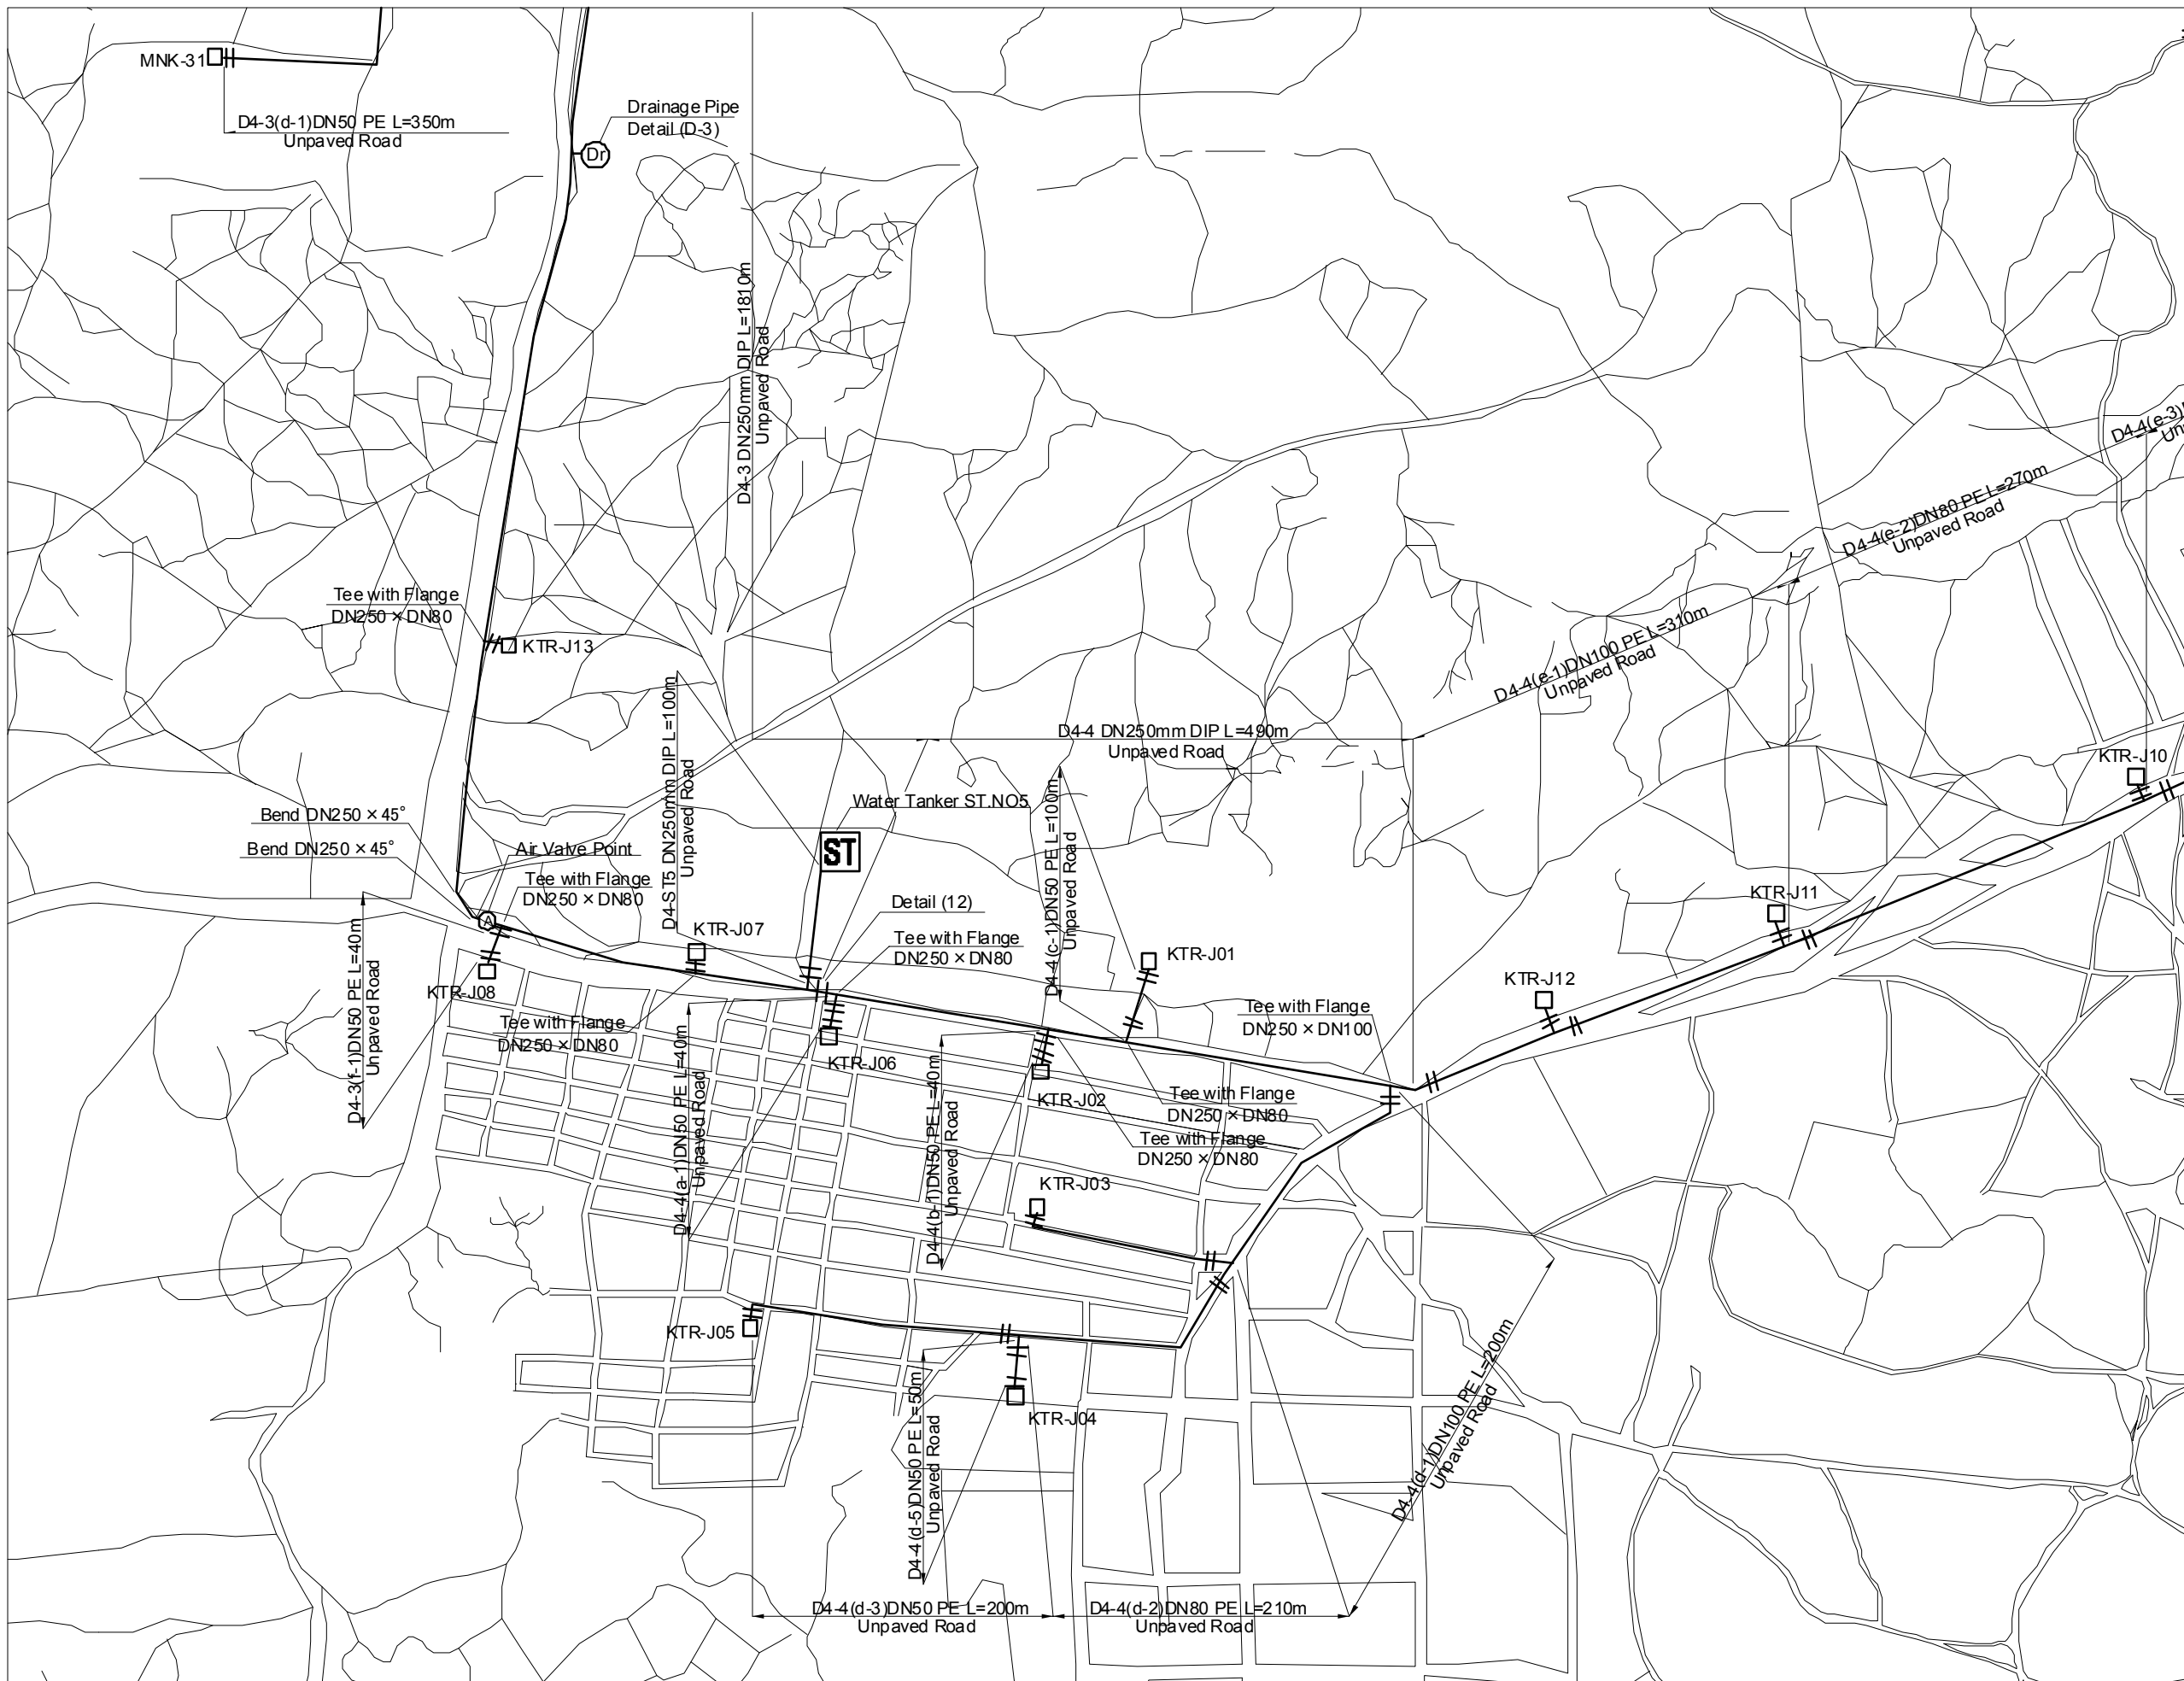 MNK-31
D4-3(d-1)DN50 PE L=350m
Unpaved Road
Drainage Pipe
Detail (D-3)
Dr
D4-3 DN250mm DIP L=1810m
Unpaved Road
D4-4(e-3)
D4-4(e-2)DN80 PE L=270m
Unpaved Road
D4-4(e-1)DN100 PE L=310m
Unpaved Road
Tee with Flange
DN250 × DN80
KTR-J13
D4-ST5 DN250mm DIP L=100m
Unpaved Road
D4-4 DN250mm DIP L=490m
Unpaved Road
KTR-J10
Water Tanker ST.NO5
ST
D4-4(c-1)DN50 PE L=100m
Unpaved Road
Bend DN250 × 45°
Bend DN250 × 45°
Air Valve Point
A
Tee with Flange
DN250 × DN80
KTR-J11
Detail (12)
KTR-J07
Tee with Flange
DN250 × DN80
KTR-J01
KTR-J12
D4-3(f-1)DN50 PE L=40m
Unpaved Road
KTR-J08
Tee with Flange
DN250 × DN80
Tee with Flange
DN250 × DN100
KTR-J06
D4-4(a-1)DN50 PE L=40m
Unpaved Road
D4-4(b-1)DN50 PE L=40m
Unpaved Road
KTR-J02
Tee with Flange
DN250 × DN80
Tee with Flange
DN250 × DN80
KTR-J03
KTR-J05
KTR-J04
D4-4(d-5)DN50 PE L=50m
Unpaved Road
D4-4(d-1)DN100 PE L=200m
Unpaved Road
D4-4(d-3)DN50 PE L=200m
Unpaved Road
D4-4(d-2)DN80 PE L=210m
Unpaved Road